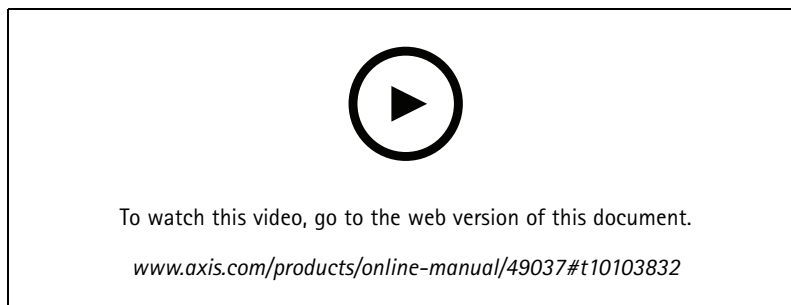 To watch this video, go to the web version of this document.
www.axis.com/products/online-manual/49037#t10103832